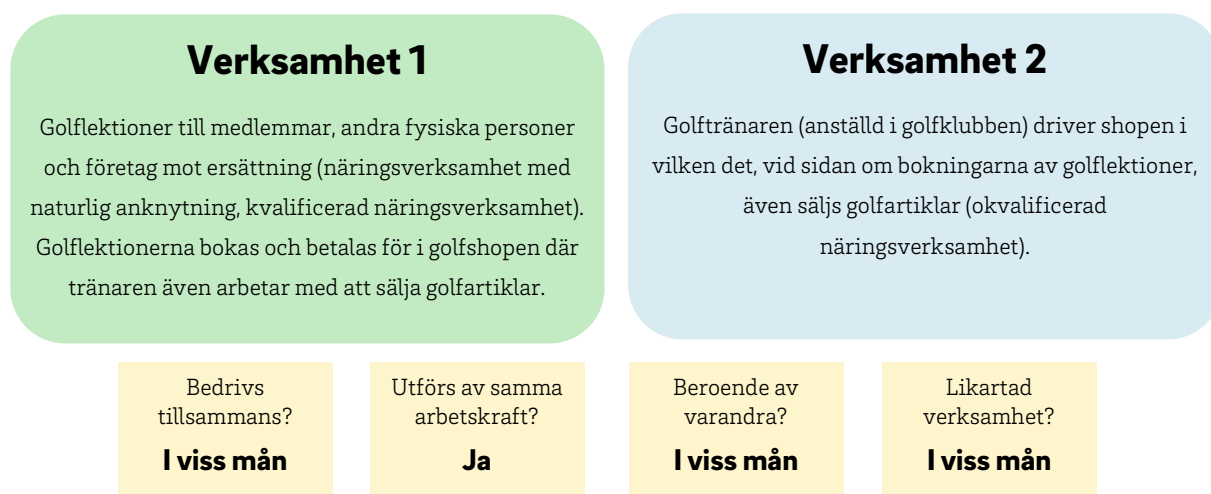 Verksamhet 1
Golflektioner till medlemmar, andra fysiska personer
och företag mot ersättning (näringsverksamhet med
naturlig anknytning, kvalificerad näringsverksamhet).
Golflektionerna bokas och betalas för i golfshopen där
tränaren även arbetar med att sälja golfartiklar.
Verksamhet 2
Golftränaren (anställd i golfklubben) driver shopen i
vilken det, vid sidan om bokningarna av golflektioner,
även säljs golfartiklar (okvalificerad
näringsverksamhet).
Bedrivs
tillsammans?
I viss mån
Utförs av samma
arbetskraft?
Ja
Beroende av
varandra?
I viss mån
Likartad
verksamhet?
I viss mån